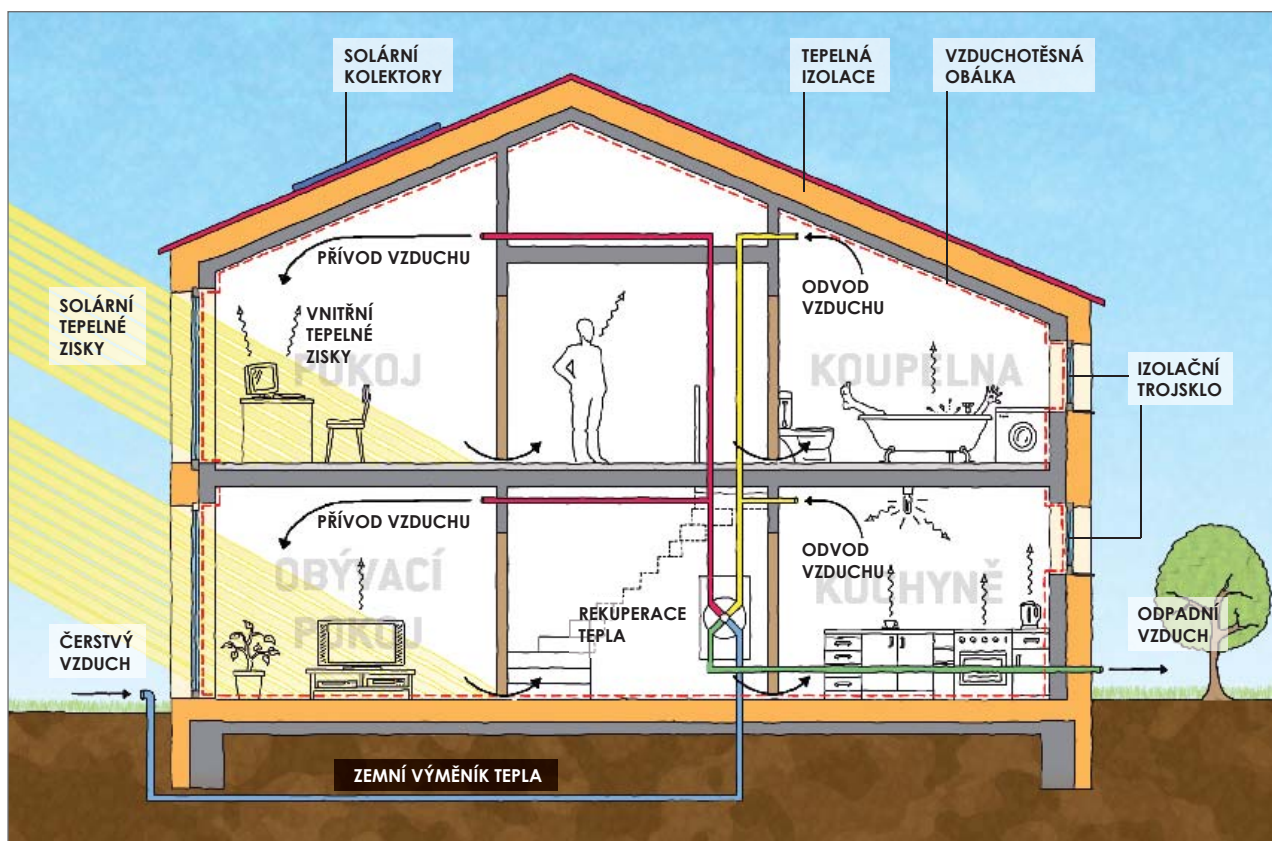 SOLÁRNÍ
KOLEKTORY
TEPELNÁ
IZOLACE
VZDUCHOTĚSNÁ
OBÁLKA
PŘÍVOD VZDUCHU
ODVOD
VZDUCHU
SOLÁRNÍ
TEPELNÉ
ZISKY
VNITŘNÍ
TEPELNÉ
ZISKY
POKOJ
KOUPELNA
IZOLAČNÍ
TROJSKLO
PŘÍVOD VZDUCHU
ODVOD
VZDUCHU
OBÝVACÍ
POKOJ
KUCHYNĚ
REKUPERACE
TEPLA
ČERSTVÝ
VZDUCH
ODPADNÍ
VZDUCH
ZEMNÍ VÝMĚNÍK TEPLA